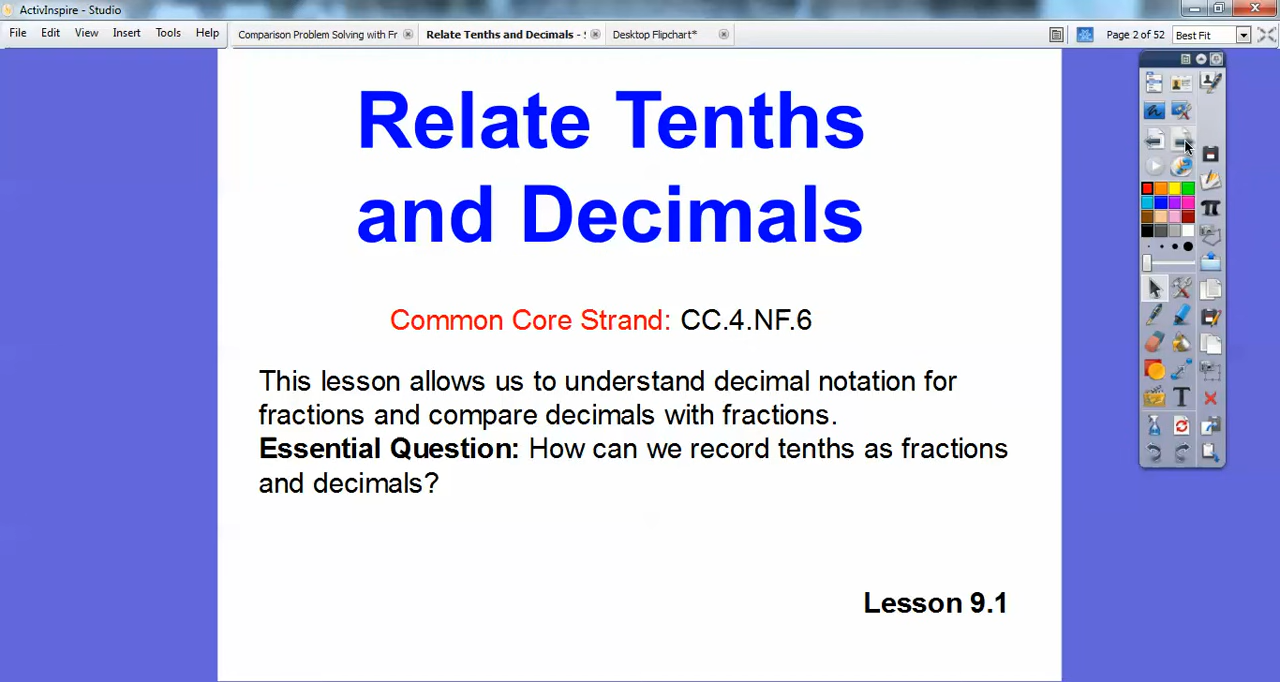 ActivInspire - Studio
File Edit View Insert Tools Help
Comparison Problem Solving with Fr
Relate Tenths and Decimals - S
Desktop Flipchart*
Page 2 of 52
Best Fit
Relate Tenths
and Decimals
Common Core Strand: CC.4.NF.6
This lesson allows us to understand decimal notation for
fractions and compare decimals with fractions.
Essential Question: How can we record tenths as fractions
and decimals?
Lesson 9.1